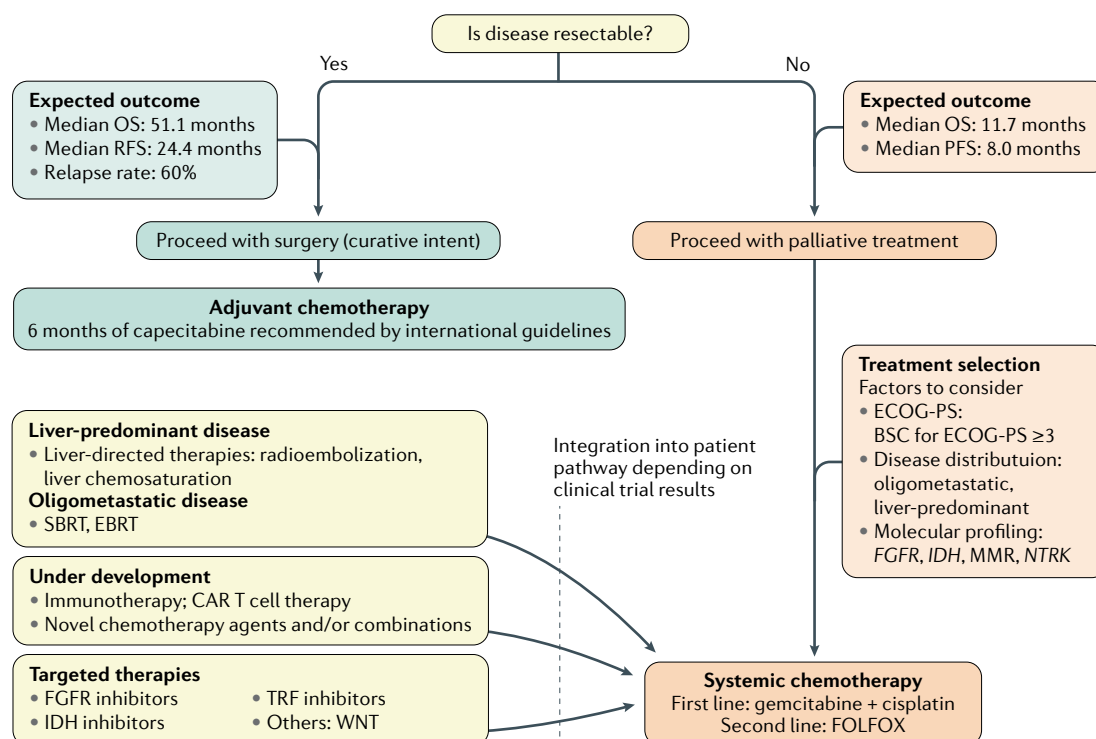 Is disease resectable?
Yes
No
Expected outcome
• Median OS: 51.1 months
• Median RFS: 24.4 months
• Relapse rate: 60%
Expected outcome
• Median OS: 11.7 months
• Median PFS: 8.0 months
Proceed with surgery (curative intent)
Proceed with palliative treatment
Adjuvant chemotherapy
6 months of capecitabine recommended by international guidelines
Treatment selection
Factors to consider
• ECOG-PS:
BSC for ECOG-PS ≥3
• Disease distributuion:
oligometastatic,
liver-predominant
• Molecular profiling:
FGFR, IDH, MMR, NTRK
Liver-predominant disease
• Liver-directed therapies: radioembolization,
liver chemosaturation
Oligometastatic disease
• SBRT, EBRT
Integration into patient
pathway depending on
clinical trial results
Under development
• Immunotherapy; CAR T cell therapy
• Novel chemotherapy agents and/or combinations
Targeted therapies
• FGFR inhibitors
• IDH inhibitors
• TRF inhibitors
• Others: WNT
Systemic chemotherapy
First line: gemcitabine + cisplatin
Second line: FOLFOX